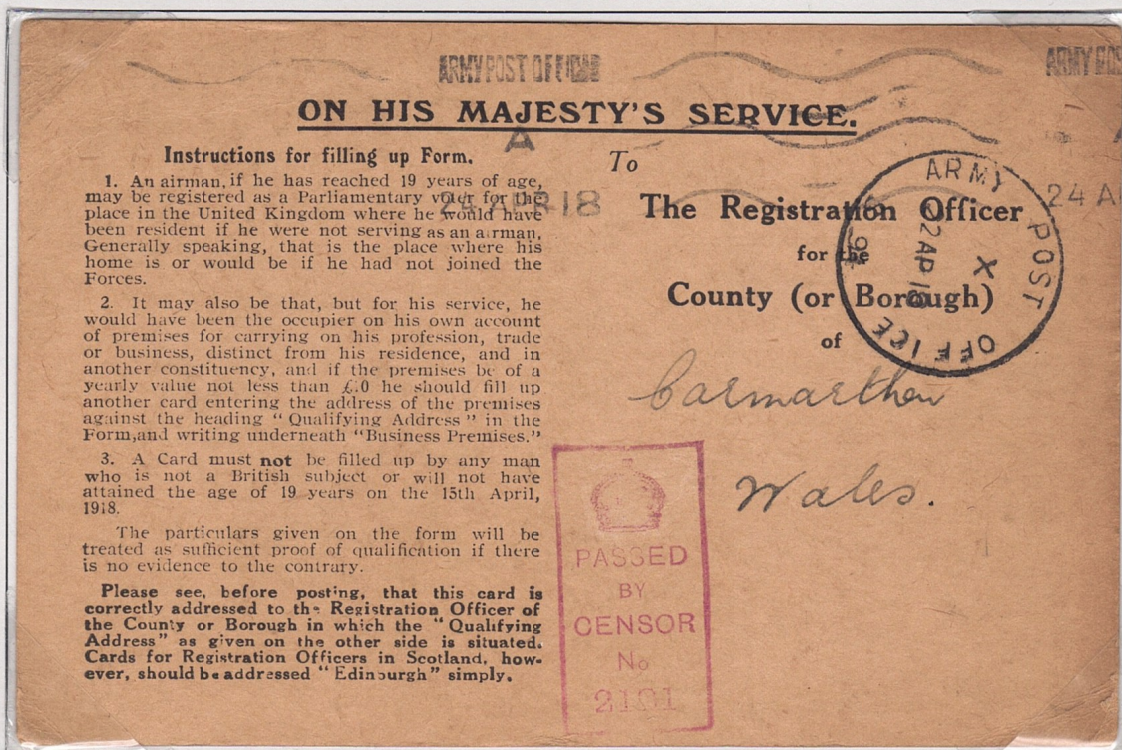 ARMY POST OFFICE
ARMY POS
ON HIS MAJESTY'S SERVICE.
A
24 APR 18
24 A
Instructions for filling up Form.
1. An airman, if he has reached 19 years of age,
may be registered as a Parliamentary voter for the
place in the United Kingdom where he would have
been resident if he were not serving as an airman.
Generally speaking, that is the place where his
home is or would be if he had not joined the
Forces.
2. It may also be that, but for his service, he
would have been the occupier on his own account
of premises for carrying on his profession, trade
or business, distinct from his residence, and in
another constituency, and if the premises be of a
yearly value not less than he should fill up
another card entering the address of the premises
against the heading "Qualifying Address" in the
Form,and writing underneath "Business Premises."
3. A Card must not be filled up by any man
who is not a British subject or will not have
attained the age of 19 years on the 15th April,
1918.
The particulars given on the form will be
treated as sufficient proof of qualification if there
is no evidence to the contrary.
Please see, before posting, that this card is
correctly addressed to the Registration Officer of
the County or Borough in which the "Qualifying
Address" as given on the other side is situated.
Cards for Registration Officers in Scotland, how-
ever, should be addressed "Edinburgh" simply.
To
The Registration Officer
for the
County (or Borough)
of
Carmarthen
Wales.
ARMY POST OFFICE
X
22 AP 18
PASSED
BY
CENSOR
No
2101